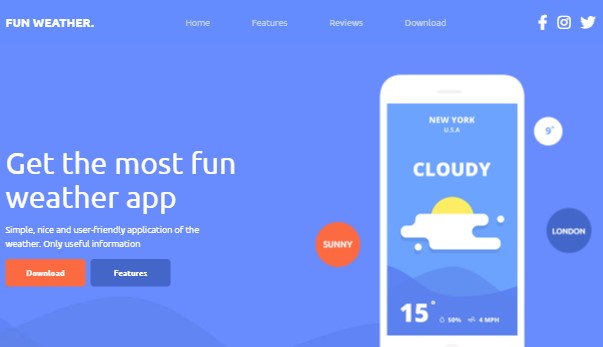 FUN WEATHER.
Home Features Reviews Download
NEW YORK
U.S.A
9°
CLOUDY
Get the most fun
weather app
Simple, nice and user-friendly application of the
weather. Only useful information
SUNNY
LONDON
Download Features
15° 50% 4 MPH